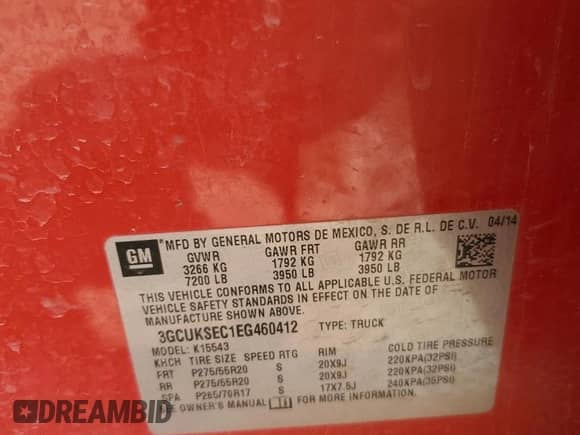 GM
MFD BY GENERAL MOTORS DE MEXICO, S. DE R.L. DE C.V. 04/14
GVWR GAWR FRT GAWR RR
3266 KG 1792 KG 1792 KG
7200 LB 3950 LB 3950 LB
THIS VEHICLE CONFORMS TO ALL APPLICABLE U.S. FEDERAL MOTOR
VEHICLE SAFETY STANDARDS IN EFFECT ON THE DATE OF
MANUFACTURE SHOWN ABOVE.
3GCUKSEC1EG460412 TYPE: TRUCK
MODEL: K15543
KHCH TIRE SIZE SPEED RTG RIM COLD TIRE PRESSURE
FRT P275/55R20 S 20X9J 220KPA(32PSI)
RR P275/55R20 S 20X9J 220KPA(32PSI)
SPA P265/70R17 S 17X7.5J 240KPA(35PSI)
OWNER'S MANUAL FOR MORE INFORMATION.
DREAMBID